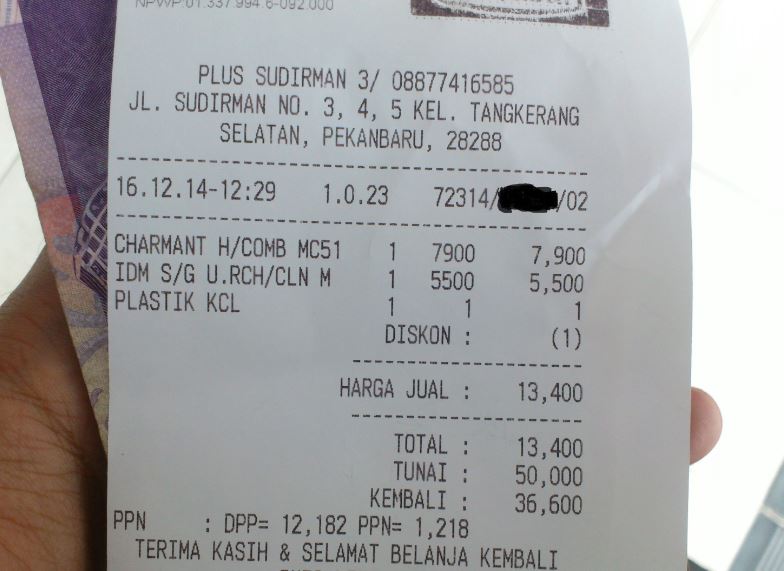 NPWP:01.337.994.6-092.000
PLUS SUDIRMAN 3/ 08877416585
JL. SUDIRMAN NO. 3, 4, 5 KEL. TANGKERANG
SELATAN, PEKANBARU, 28288
16.12.14-12:29 1.0.23 72314/ /02
CHARMANT H/COMB MC51 1 7900 7,900
IDM S/G U.RCH/CLN M 1 5500 5,500
PLASTIK KCL 1 1 1
DISKON : (1)
HARGA JUAL : 13,400
TOTAL : 13,400
TUNAI : 50,000
KEMBALI : 36,600
PPN : DPP= 12,182 PPN= 1,218
TERIMA KASIH & SELAMAT BELANJA KEMBALI